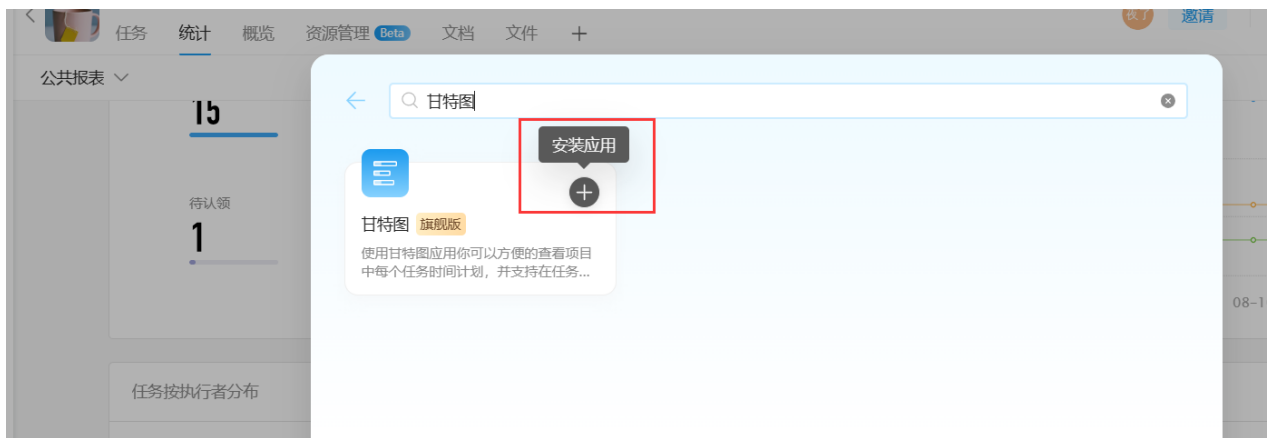 任务 统计 概览 资源管理 Beta 文档 文件
邀请
公共报表
甘特图
15
安装应用
待认领
1
甘特图 旗舰版
使用甘特图应用你可以方便的查看项目
中每个任务时间计划，并支持在任务...
08-1
任务按执行者分布